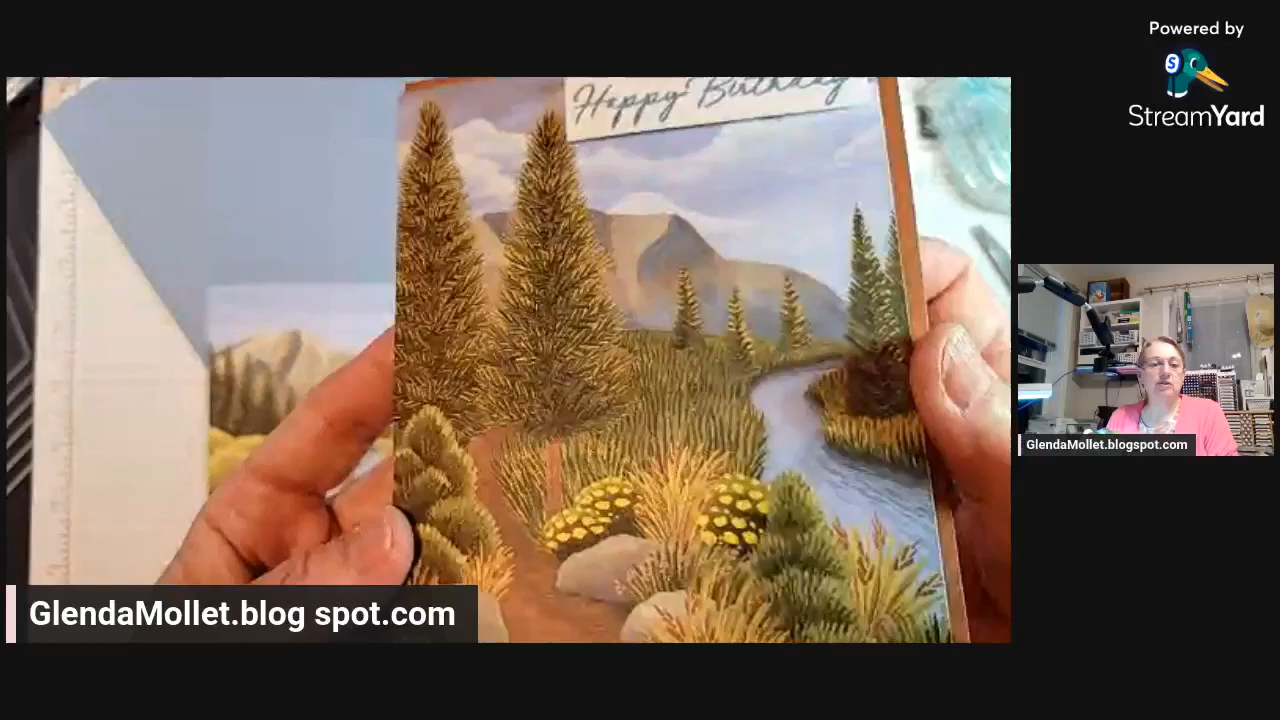 Powered by
StreamYard
Happy Birthday
GlendaMollet.blogspot.com
GlendaMollet.blog spot.com